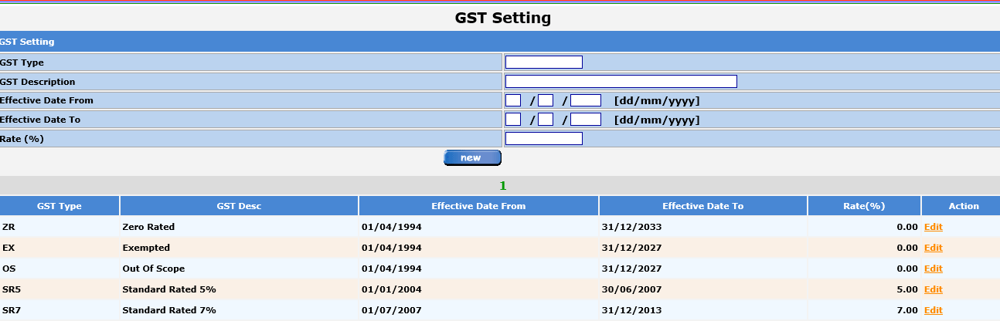 GST Setting
GST Setting
GST Type
GST Description
Effective Date From / / [dd/mm/yyyy]
Effective Date To / / [dd/mm/yyyy]
Rate (%)
new
1
GST Type GST Desc Effective Date From Effective Date To Rate(%) Action
ZR Zero Rated 01/04/1994 31/12/2033 0.00 Edit
EX Exempted 01/04/1994 31/12/2027 0.00 Edit
OS Out Of Scope 01/04/1994 31/12/2027 0.00 Edit
SR5 Standard Rated 5% 01/01/2004 30/06/2007 5.00 Edit
SR7 Standard Rated 7% 01/07/2007 31/12/2013 7.00 Edit